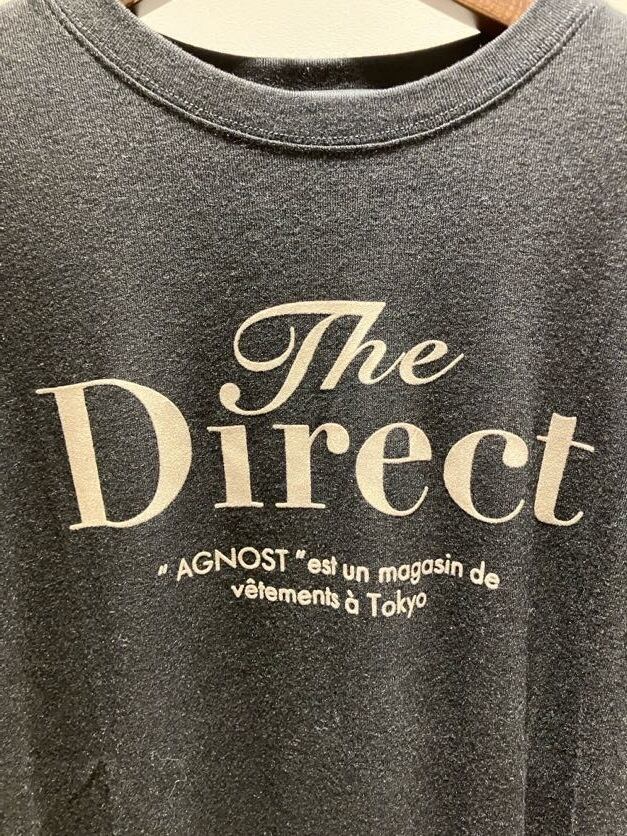 The
Direct
" AGNOST " est un magasin de
vêtements à Tokyo